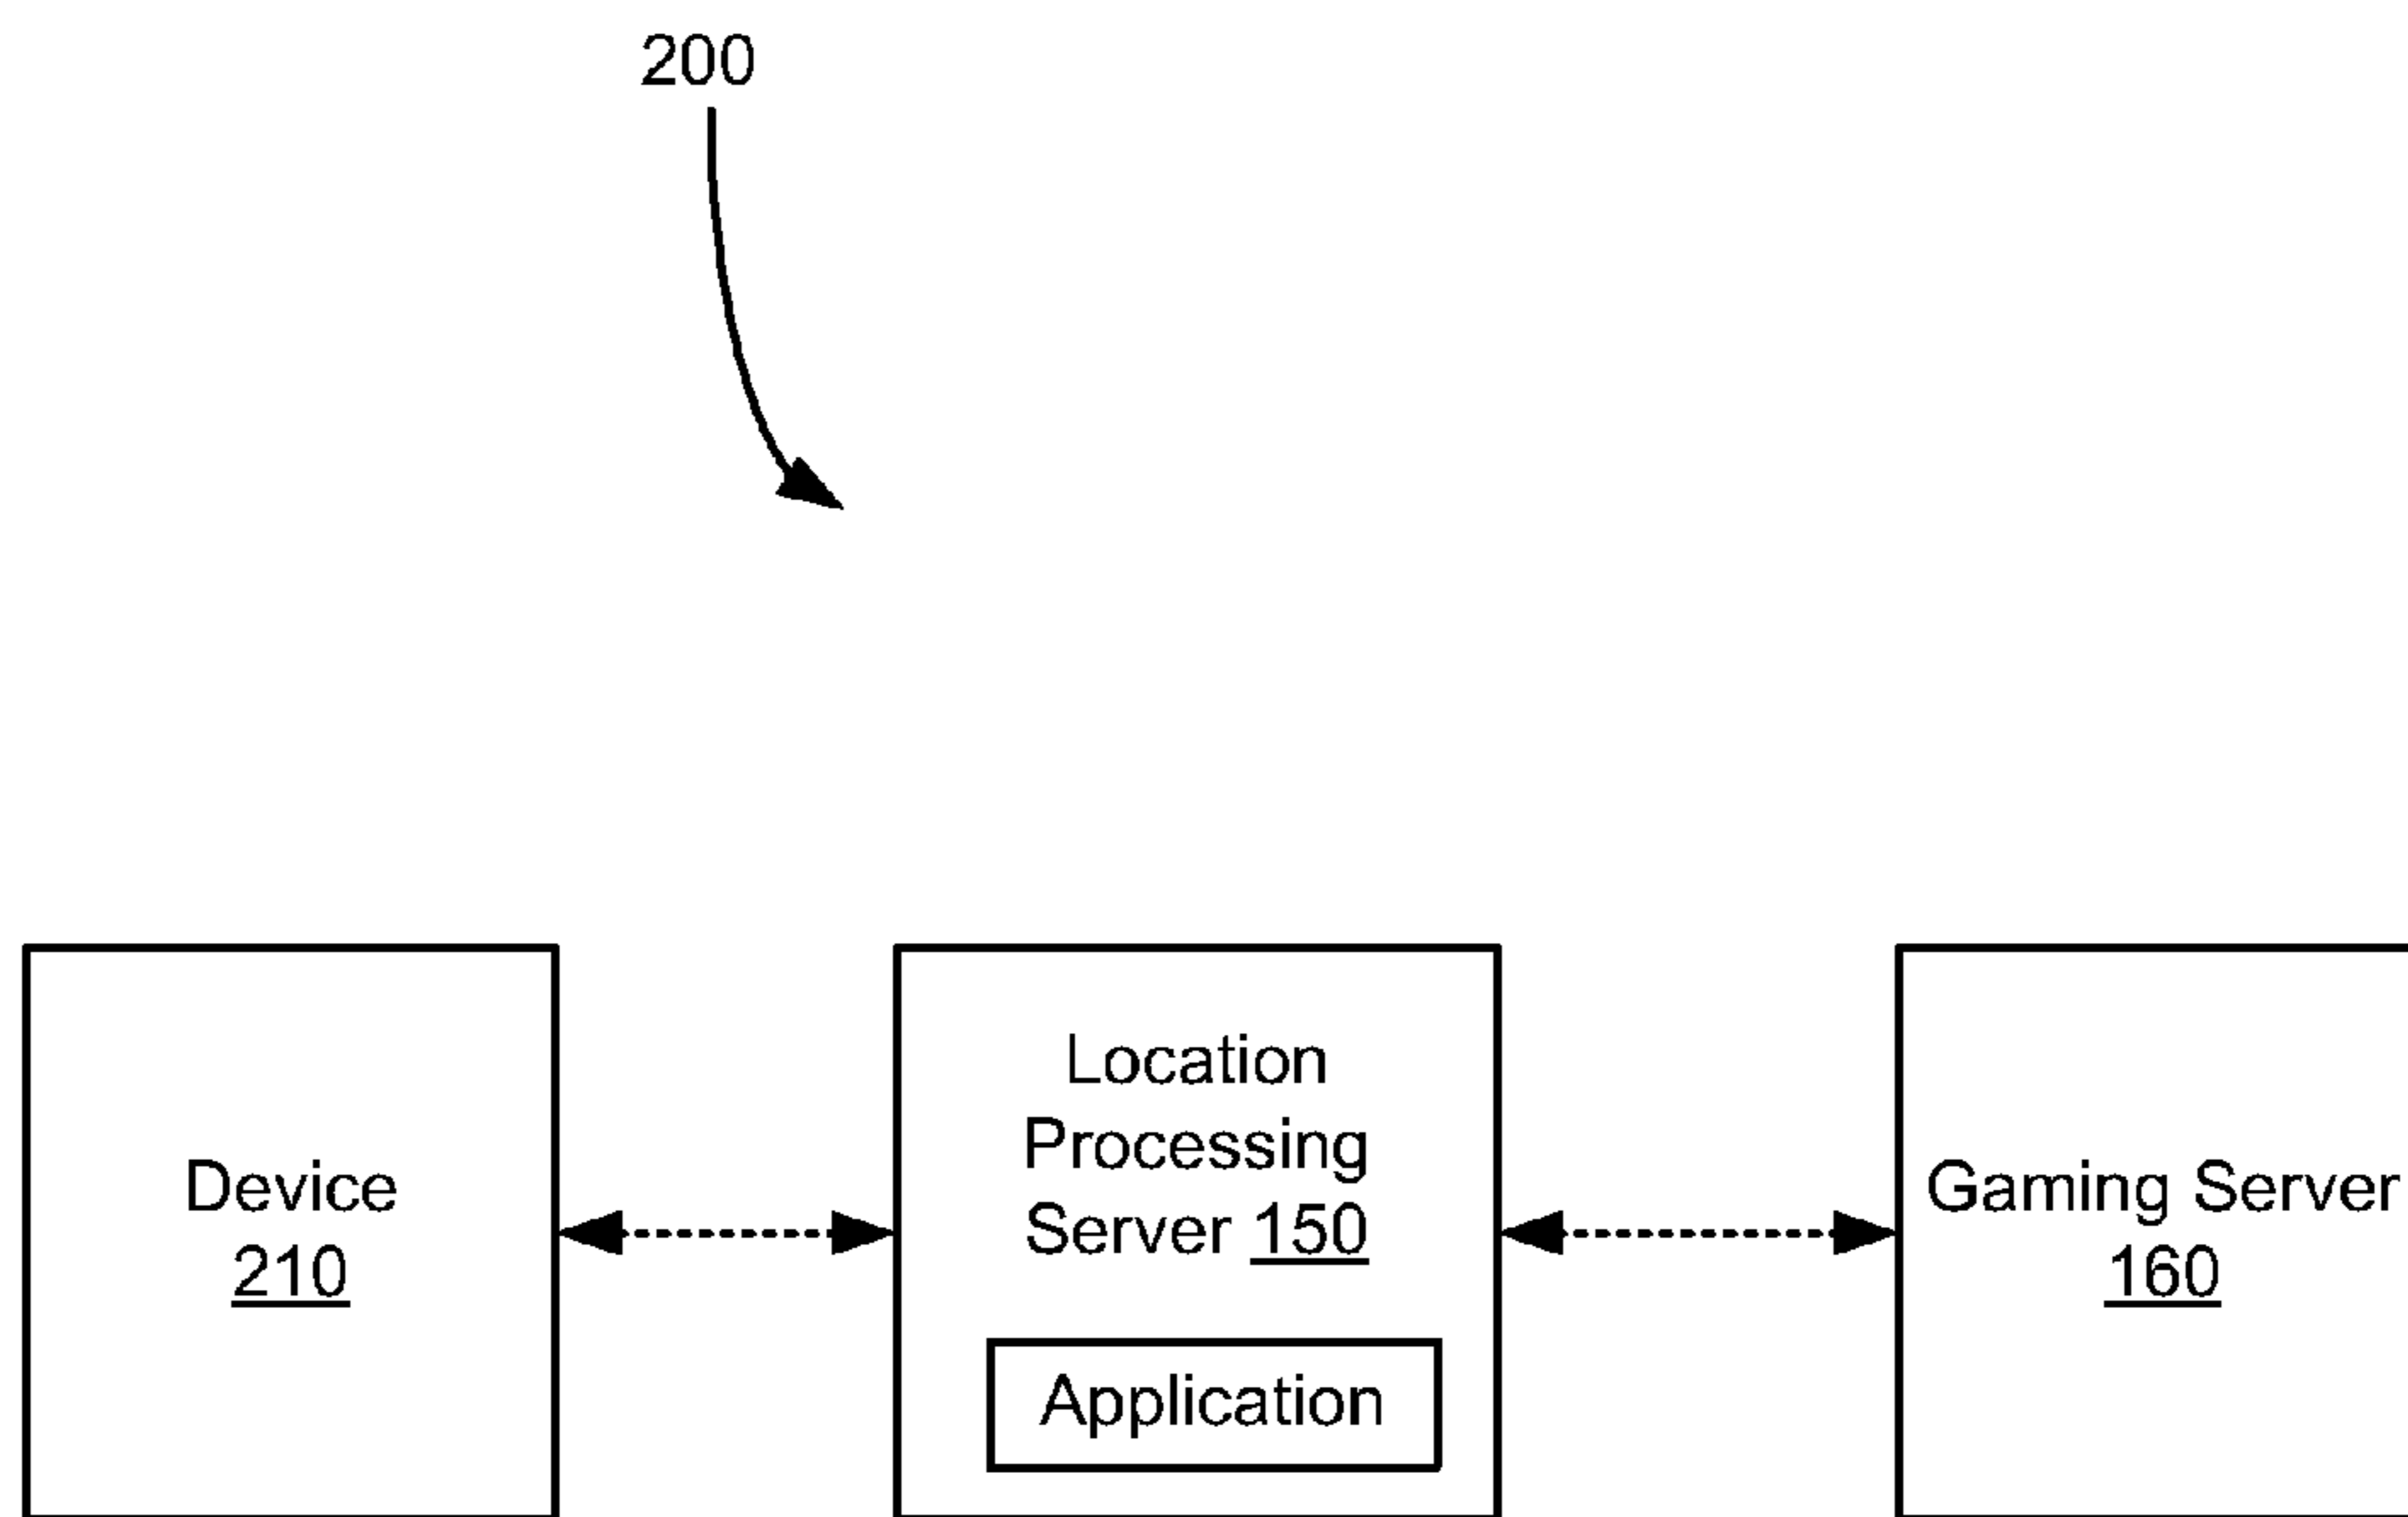 200
Device
210
Location
Processing
Server 150
Application
Gaming Server
160